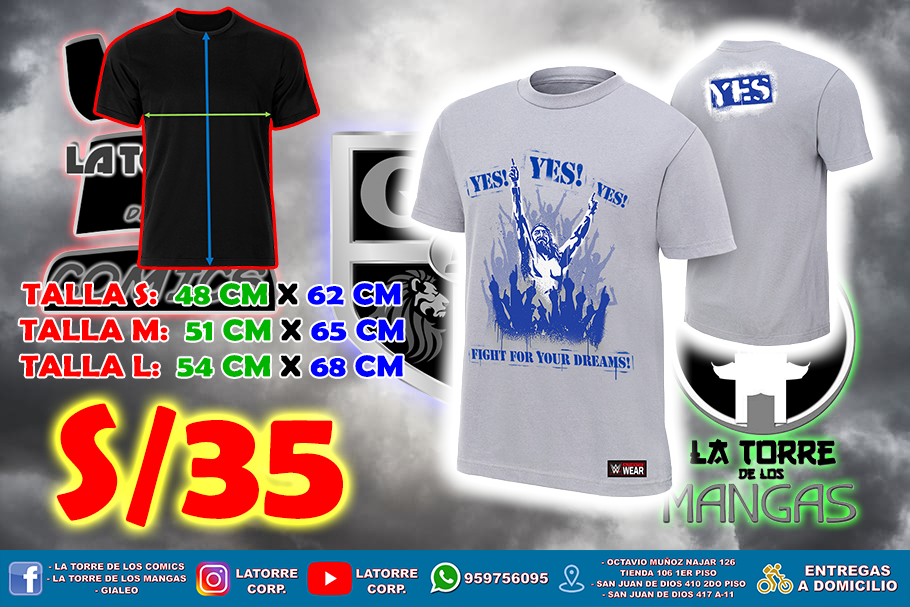 LA TOR
COMICS
YES! YES! YES!
FIGHT FOR YOUR DREAMS!
W WEAR
YES
TALLA S: 48 CM X 62 CM
TALLA M: 51 CM X 65 CM
TALLA L: 54 CM X 68 CM
S/35
LA TORRE
DE LOS
MANGAS
- LA TORRE DE LOS COMICS
- LA TORRE DE LOS MANGAS
- GIALEO
LATORRE
CORP.
LATORRE
CORP.
959756095
- OCTAVIO MUÑOZ NAJAR 126
TIENDA 106 1ER PISO
- SAN JUAN DE DIOS 410 2DO PISO
- SAN JUAN DE DIOS 417 A-11
ENTREGAS
A DOMICILIO